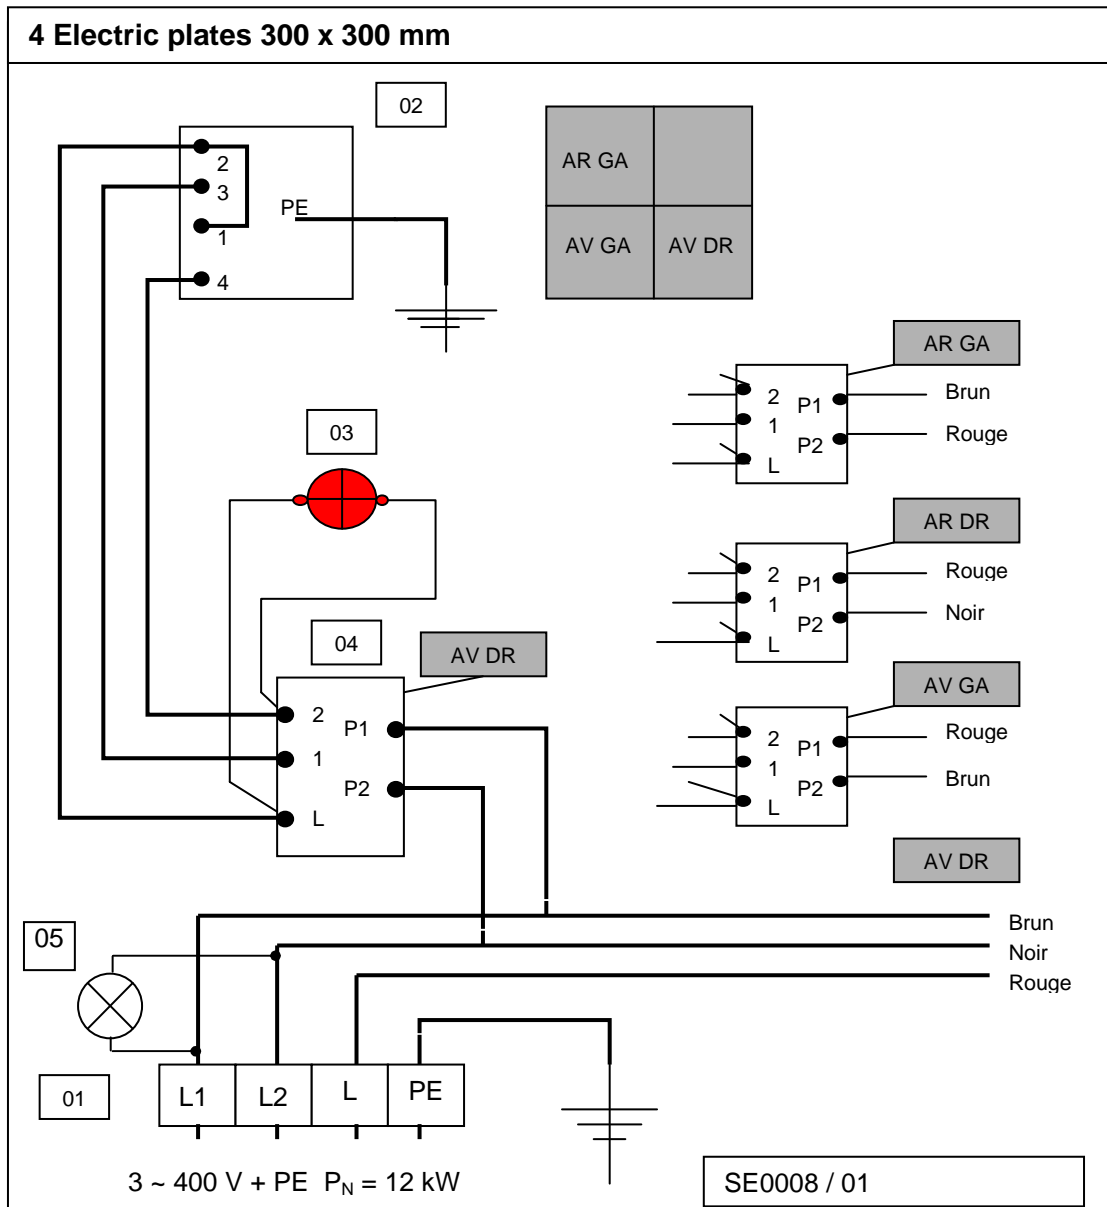 4 Electric plates 300 x 300 mm
02
2
3
1
4
PE
AR GA
AV GA AV DR
03
04
AV DR
2
1
L
P1
P2
AR GA
2
1
L
P1
P2
Brun
Rouge
AR DR
2
1
L
P1
P2
Rouge
Noir
AV GA
2
1
L
P1
P2
Rouge
Brun
AV DR
Brun
Noir
Rouge
05
01
L1 L2 L PE
3 ~ 400 V + PE PN = 12 kW
SE0008 / 01